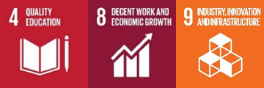 4 QUALITY
EDUCATION
8 DECENT WORK AND
ECONOMIC GROWTH
9 INDUSTRY, INNOVATION
AND INFRASTRUCTURE